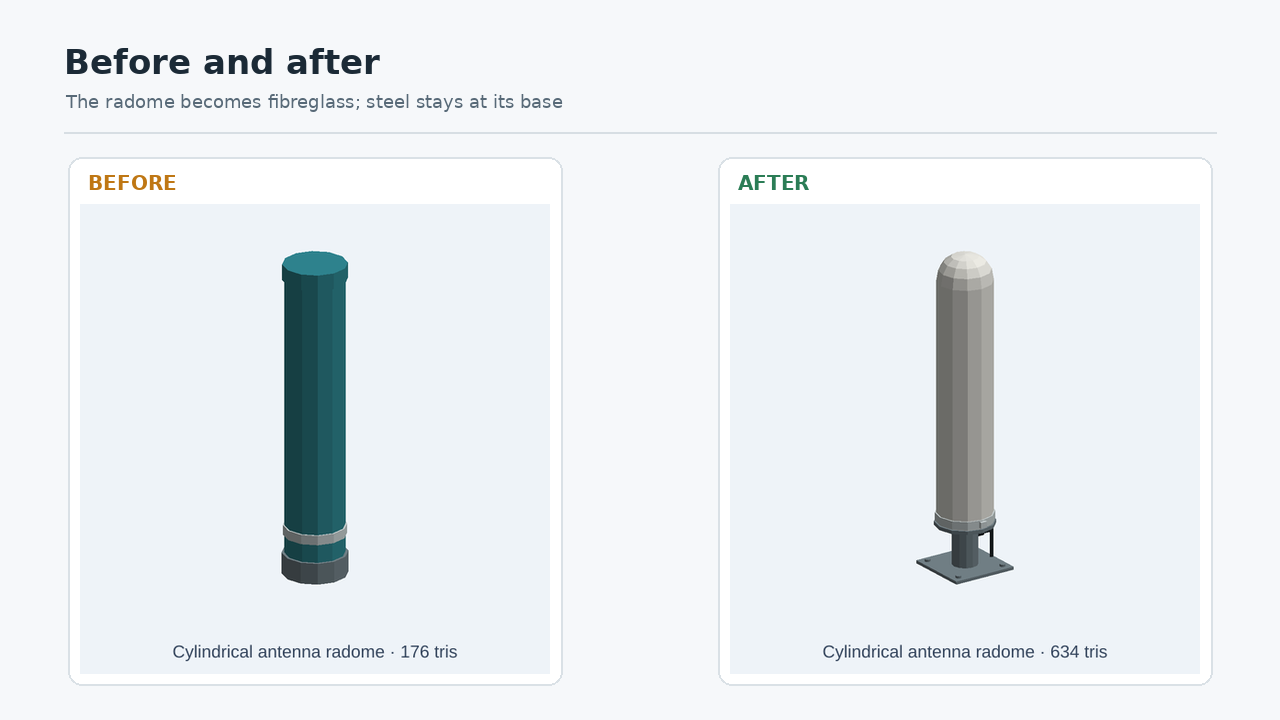 Before and after
The radome becomes fibreglass; steel stays at its base
BEFORE
AFTER
Cylindrical antenna radome · 176 tris
Cylindrical antenna radome · 634 tris